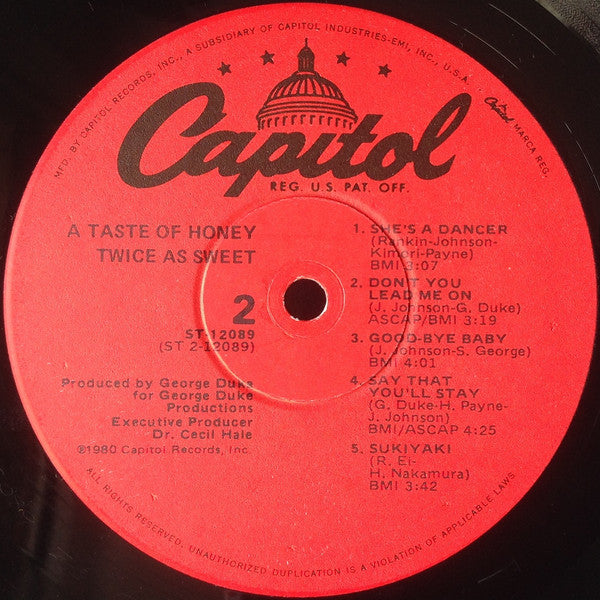 MFD. BY CAPITOL RECORDS, INC., A SUBSIDIARY OF CAPITOL INDUSTRIES-EMI, INC., U.S.A.
Capitol
MARCA REG.
Capitol
REG. U.S. PAT. OFF.
A TASTE OF HONEY
TWICE AS SWEET
2
ST-12089
(ST 2-12089)
Produced by George Duke
for George Duke
Productions
Executive Producer
Dr. Cecil Hale
℗1980 Capitol Records, Inc.
1. SHE'S A DANCER
(Rankin-Johnson-
Kimori-Payne)
BMI 3:07
2. DON'T YOU
LEAD ME ON
(J. Johnson-G. Duke)
ASCAP/BMI 3:19
3. GOOD-BYE BABY
(J. Johnson-S. George)
BMI 4:01
4. SAY THAT
YOU'LL STAY
(G. Duke-H. Payne-
J. Johnson)
BMI/ASCAP 4:25
5. SUKIYAKI
(R. Ei-
H. Nakamura)
BMI 3:42
ALL RIGHTS RESERVED. UNAUTHORIZED DUPLICATION IS A VIOLATION OF APPLICABLE LAWS.